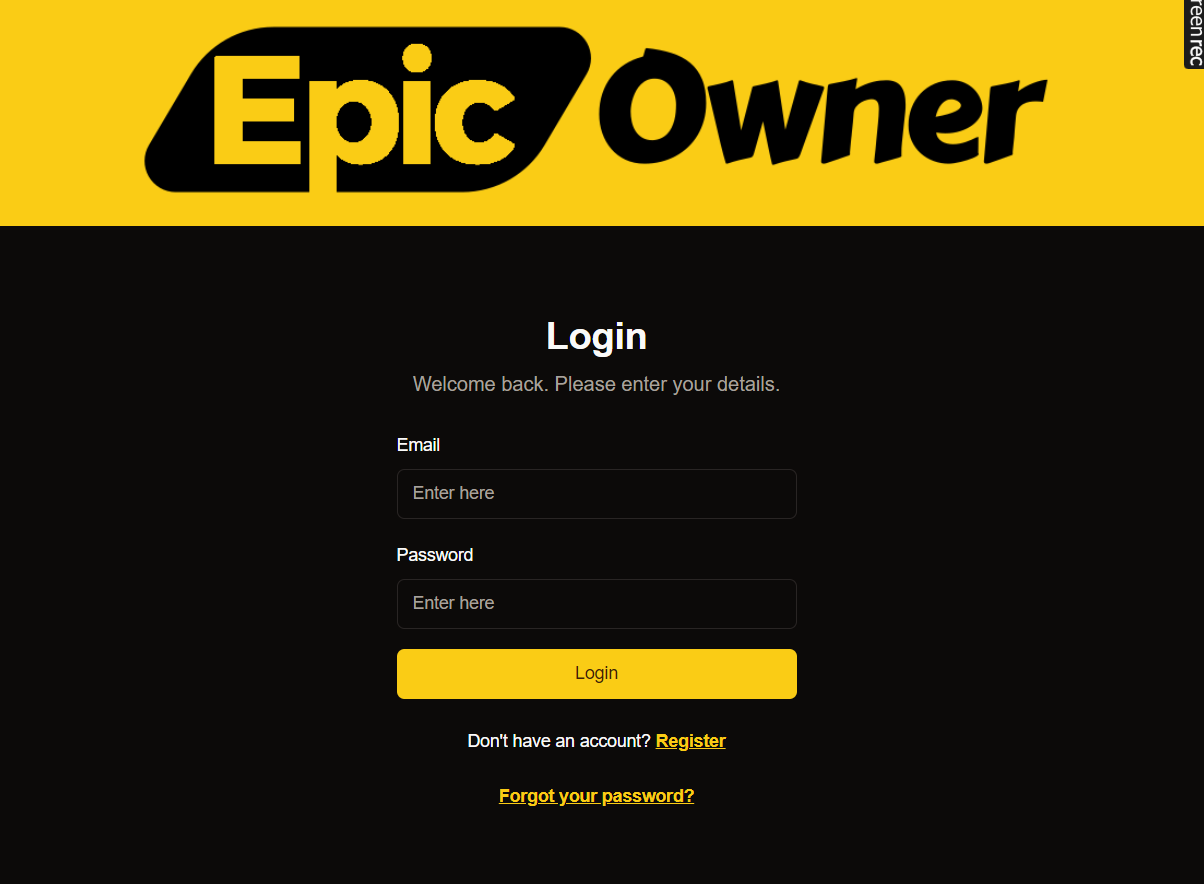 Epic Owner
reenrec
Login
Welcome back. Please enter your details.
Email
Enter here
Password
Enter here
Login
Don't have an account? Register
Forgot your password?